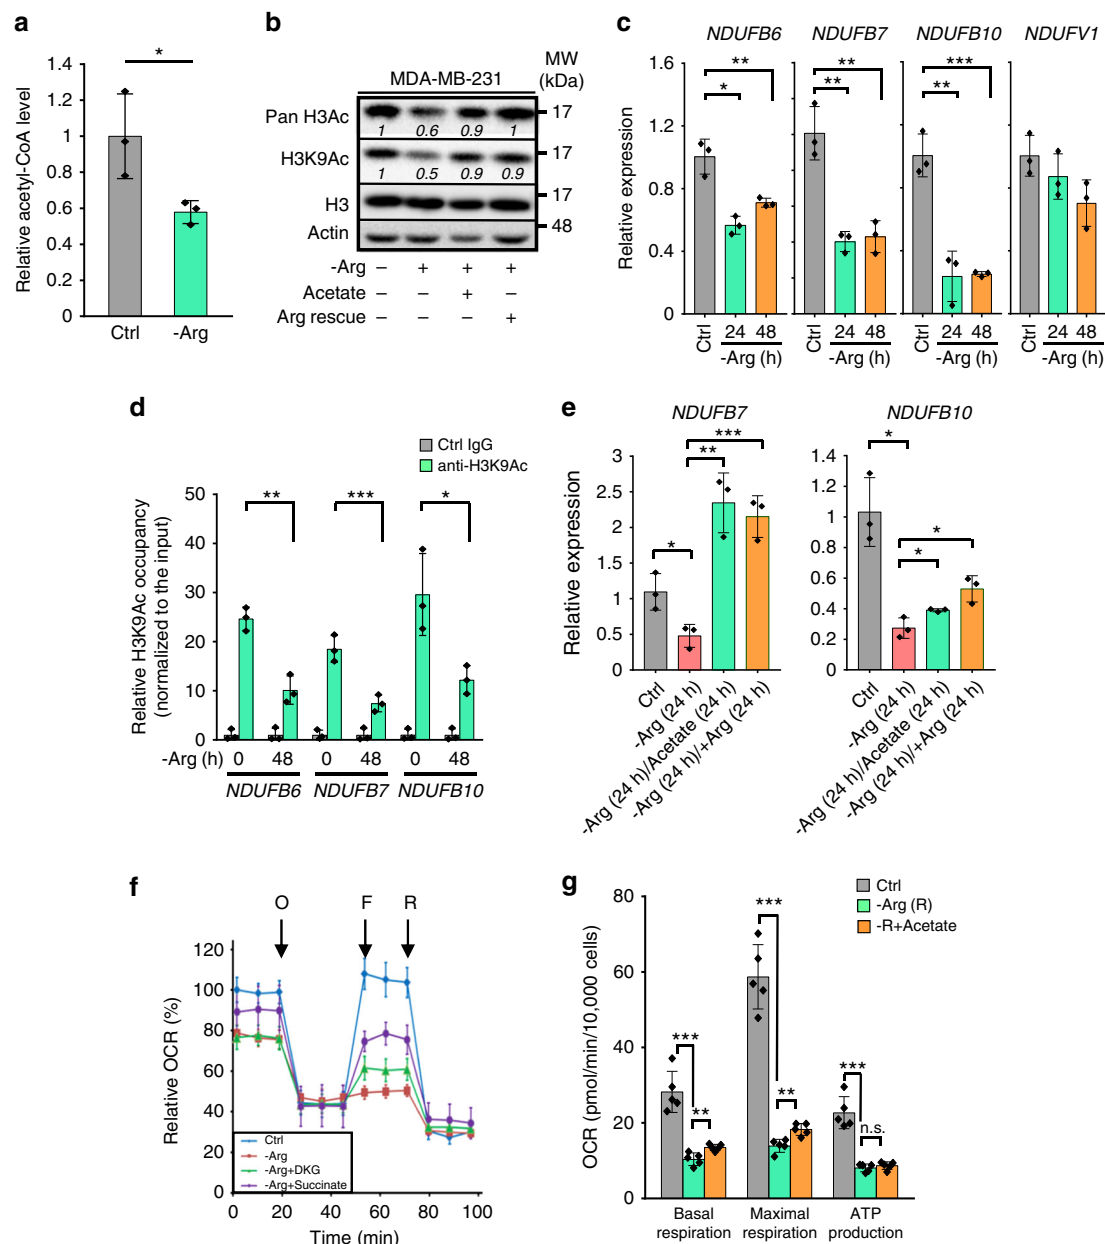 a
*
Relative acetyl-CoA level
1.4
1.2
1
0.8
0.6
0.4
0.2
0
Ctrl
-Arg
b
MDA-MB-231
MW
(kDa)
Pan H3Ac
1 0.6 0.9 1
17
H3K9Ac
1 0.5 0.9 0.9
17
H3
17
Actin
48
-Arg – + + +
Acetate – – + –
Arg rescue – – – +
c
NDUFB6 NDUFB7 NDUFB10 NDUFV1
Relative expression
1.6
1.2
0.8
0.4
0
** *
** **
*** **
Ctrl 24 48 Ctrl 24 48 Ctrl 24 48 Ctrl 24 48
-Arg (h) -Arg (h) -Arg (h) -Arg (h)
d
Ctrl IgG
anti-H3K9Ac
Relative H3K9Ac occupancy
(normalized to the input)
50
40
30
20
10
0
** *** *
-Arg (h) 0 48 0 48 0 48
NDUFB6 NDUFB7 NDUFB10
e
NDUFB7
Relative expression
3
2.5
2
1.5
1
0.5
0
***
**
*
Ctrl
-Arg (24 h)
-Arg (24 h)/Acetate (24 h)
-Arg (24 h)/+Arg (24 h)
NDUFB10
1.4
1.2
1
0.8
0.6
0.4
0.2
0
*
*
*
Ctrl
-Arg (24 h)
-Arg (24 h)/Acetate (24 h)
-Arg (24 h)/+Arg (24 h)
f
O F R
Relative OCR (%)
120
100
80
60
40
20
0
Ctrl
-Arg
-Arg+DKG
-Arg+Succinate
0 20 40 60 80 100
Time (min)
g
Ctrl
-Arg (R)
-R+Acetate
OCR (pmol/min/10,000 cells)
80
60
40
20
0
*** **
*** **
*** n.s.
Basal
respiration
Maximal
respiration
ATP
production